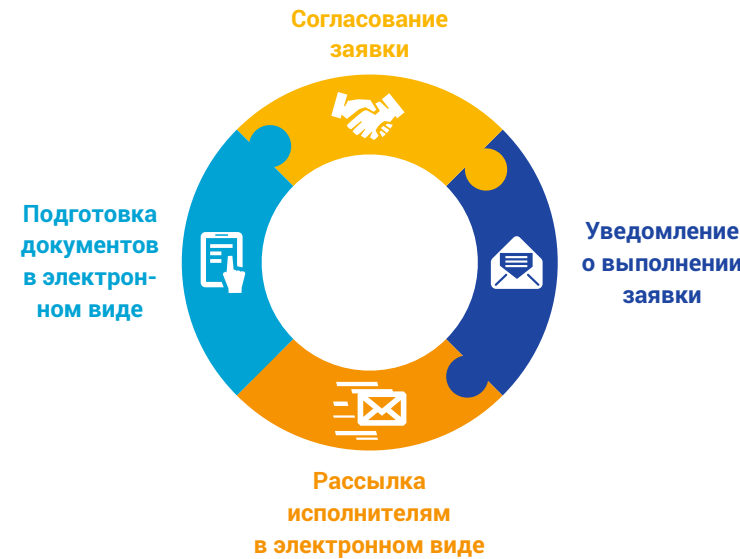 Согласование
заявки
Подготовка
документов
в электрон-
ном виде
Уведомление
о выполнении
заявки
Рассылка
исполнителям
в электронном виде